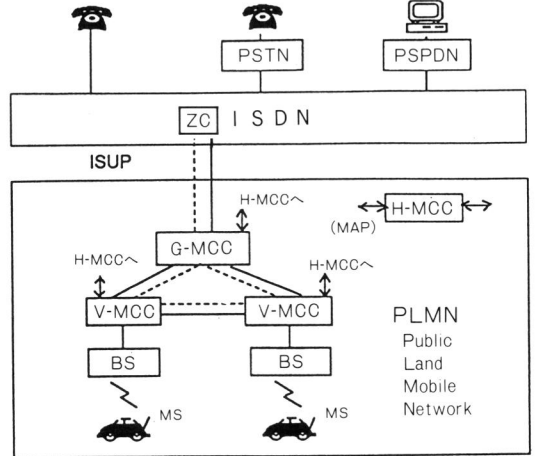 PSTN
PSPDN
ZC ISDN
ISUP
H-MCCへ
H-MCC
(MAP)
G-MCC
H-MCCへ
H-MCCへ
V-MCC
V-MCC
PLMN
BS
BS
Public
Land
Mobile
Network
MS
MS